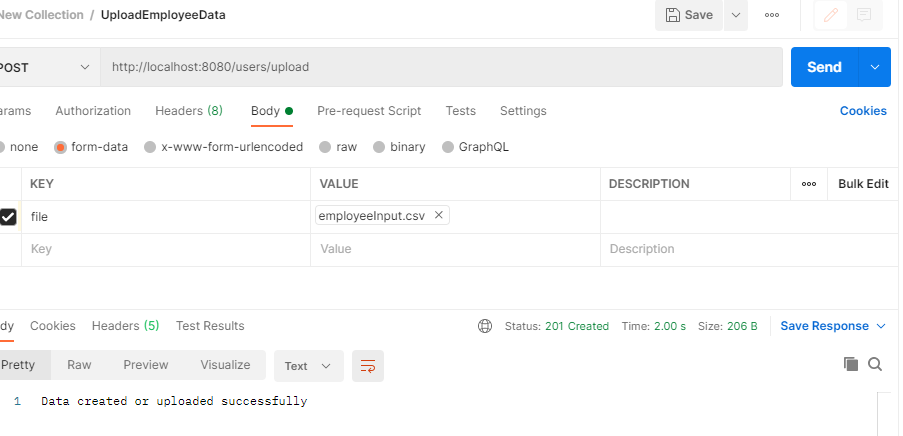 New Collection / UploadEmployeeData Save
POST http://localhost:8080/users/upload Send
arams Authorization Headers (8) Body Pre-request Script Tests Settings Cookies
none form-data x-www-form-urlencoded raw binary GraphQL
KEY VALUE DESCRIPTION Bulk Edit
file employeeInput.csv
Key Value Description
dy Cookies Headers (5) Test Results Status: 201 Created Time: 2.00 s Size: 206 B Save Response
Pretty Raw Preview Visualize Text
1 Data created or uploaded successfully